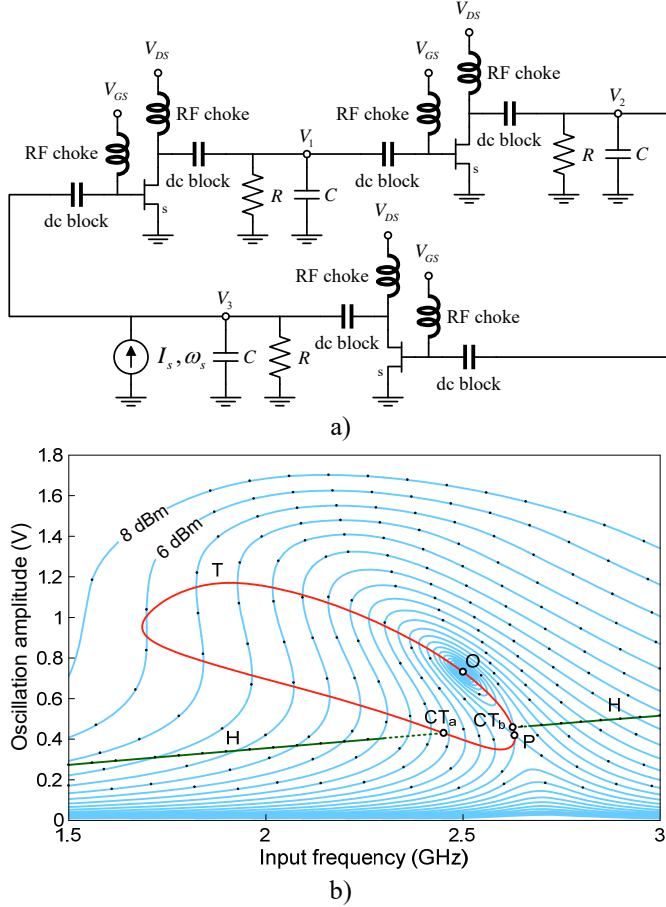 V_DS
V_DS
V_GS
RF choke
V_GS
RF choke
RF choke
V_1
RF choke
V_2
dc block
s
dc block
R
C
dc block
s
dc block
R
C
V_DS
V_GS
RF choke
V_3
RF choke
I_s, ω_s
C
R
dc block
s
dc block
a)
1.8
1.6
1.4
1.2
1
0.8
0.6
0.4
0.2
0
Oscillation amplitude (V)
8 dBm
6 dBm
T
O
H
CTa
CTb
P
H
1.5
2
2.5
3
Input frequency (GHz)
b)